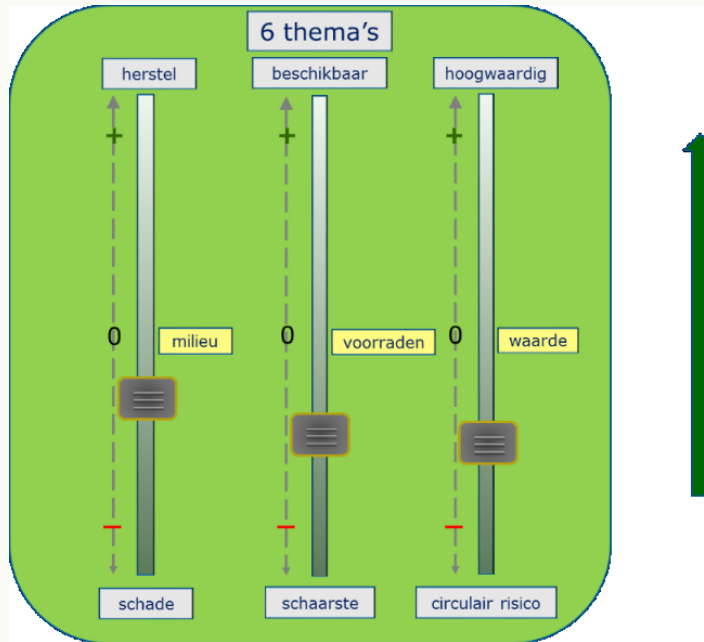 6 thema's
herstel beschikbaar hoogwaardig
+ + +
0 milieu 0 voorraden 0 waarde
− − −
schade schaarste circulair risico